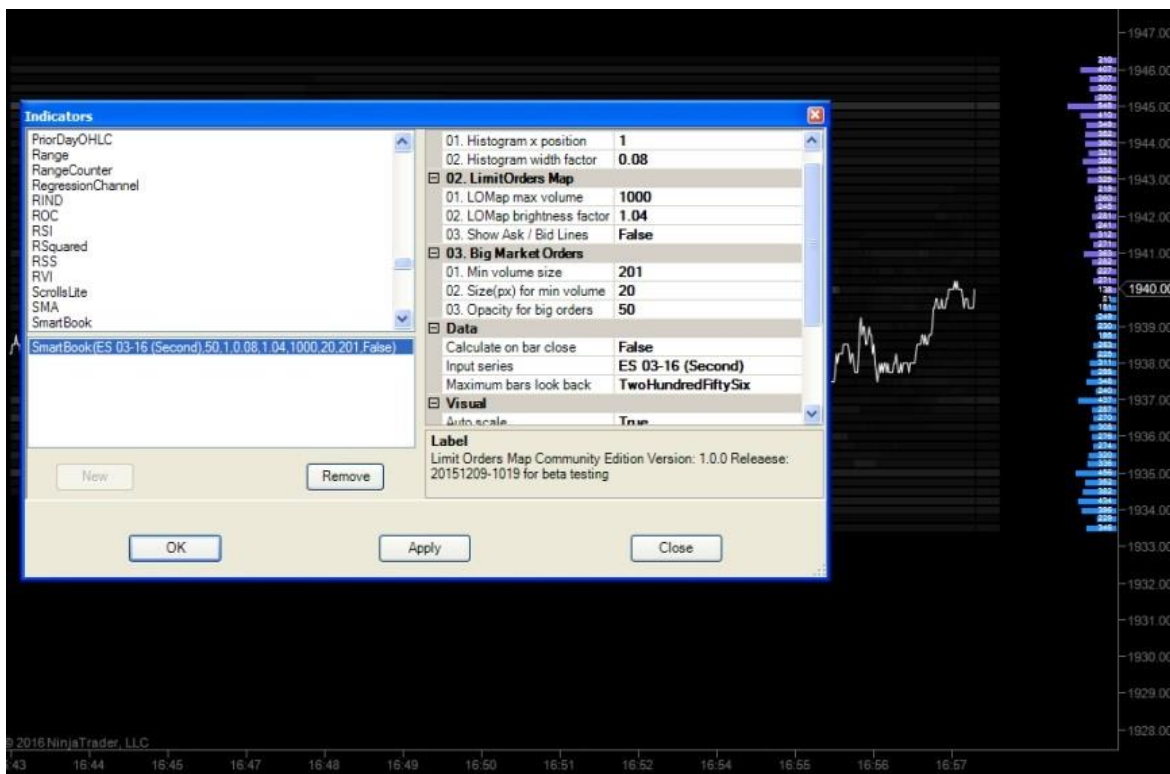 Indicators
PriorDayOHLC
Range
RangeCounter
RegressionChannel
RIND
ROC
RSI
RSquared
RSS
RVI
ScrollsLite
SMA
SmartBook
SmartBook(ES 03-16 (Second),50,1,0.08,1.04,1000,20,201,False)
New
Remove
01. Histogram x position 1
02. Histogram width factor 0.08
02. LimitOrders Map
01. LOMap max volume 1000
02. LOMap brightness factor 1.04
03. Show Ask / Bid Lines False
03. Big Market Orders
01. Min volume size 201
02. Size(px) for min volume 20
03. Opacity for big orders 50
Data
Calculate on bar close False
Input series ES 03-16 (Second)
Maximum bars look back TwoHundredFiftySix
Visual
Auto scale True
Label
Limit Orders Map Community Edition Version: 1.0.0 Releaese:
20151209-1019 for beta testing
OK
Apply
Close
1947.00
1946.00
1945.00
1944.00
1943.00
1942.00
1941.00
1940.00
1939.00
1938.00
1937.00
1936.00
1935.00
1934.00
1933.00
1932.00
1931.00
1930.00
1929.00
1928.00
© 2016 NinjaTrader, LLC
16:44 16:45 16:47 16:48 16:49 16:50 16:51 16:52 16:54 16:55 16:56 16:57